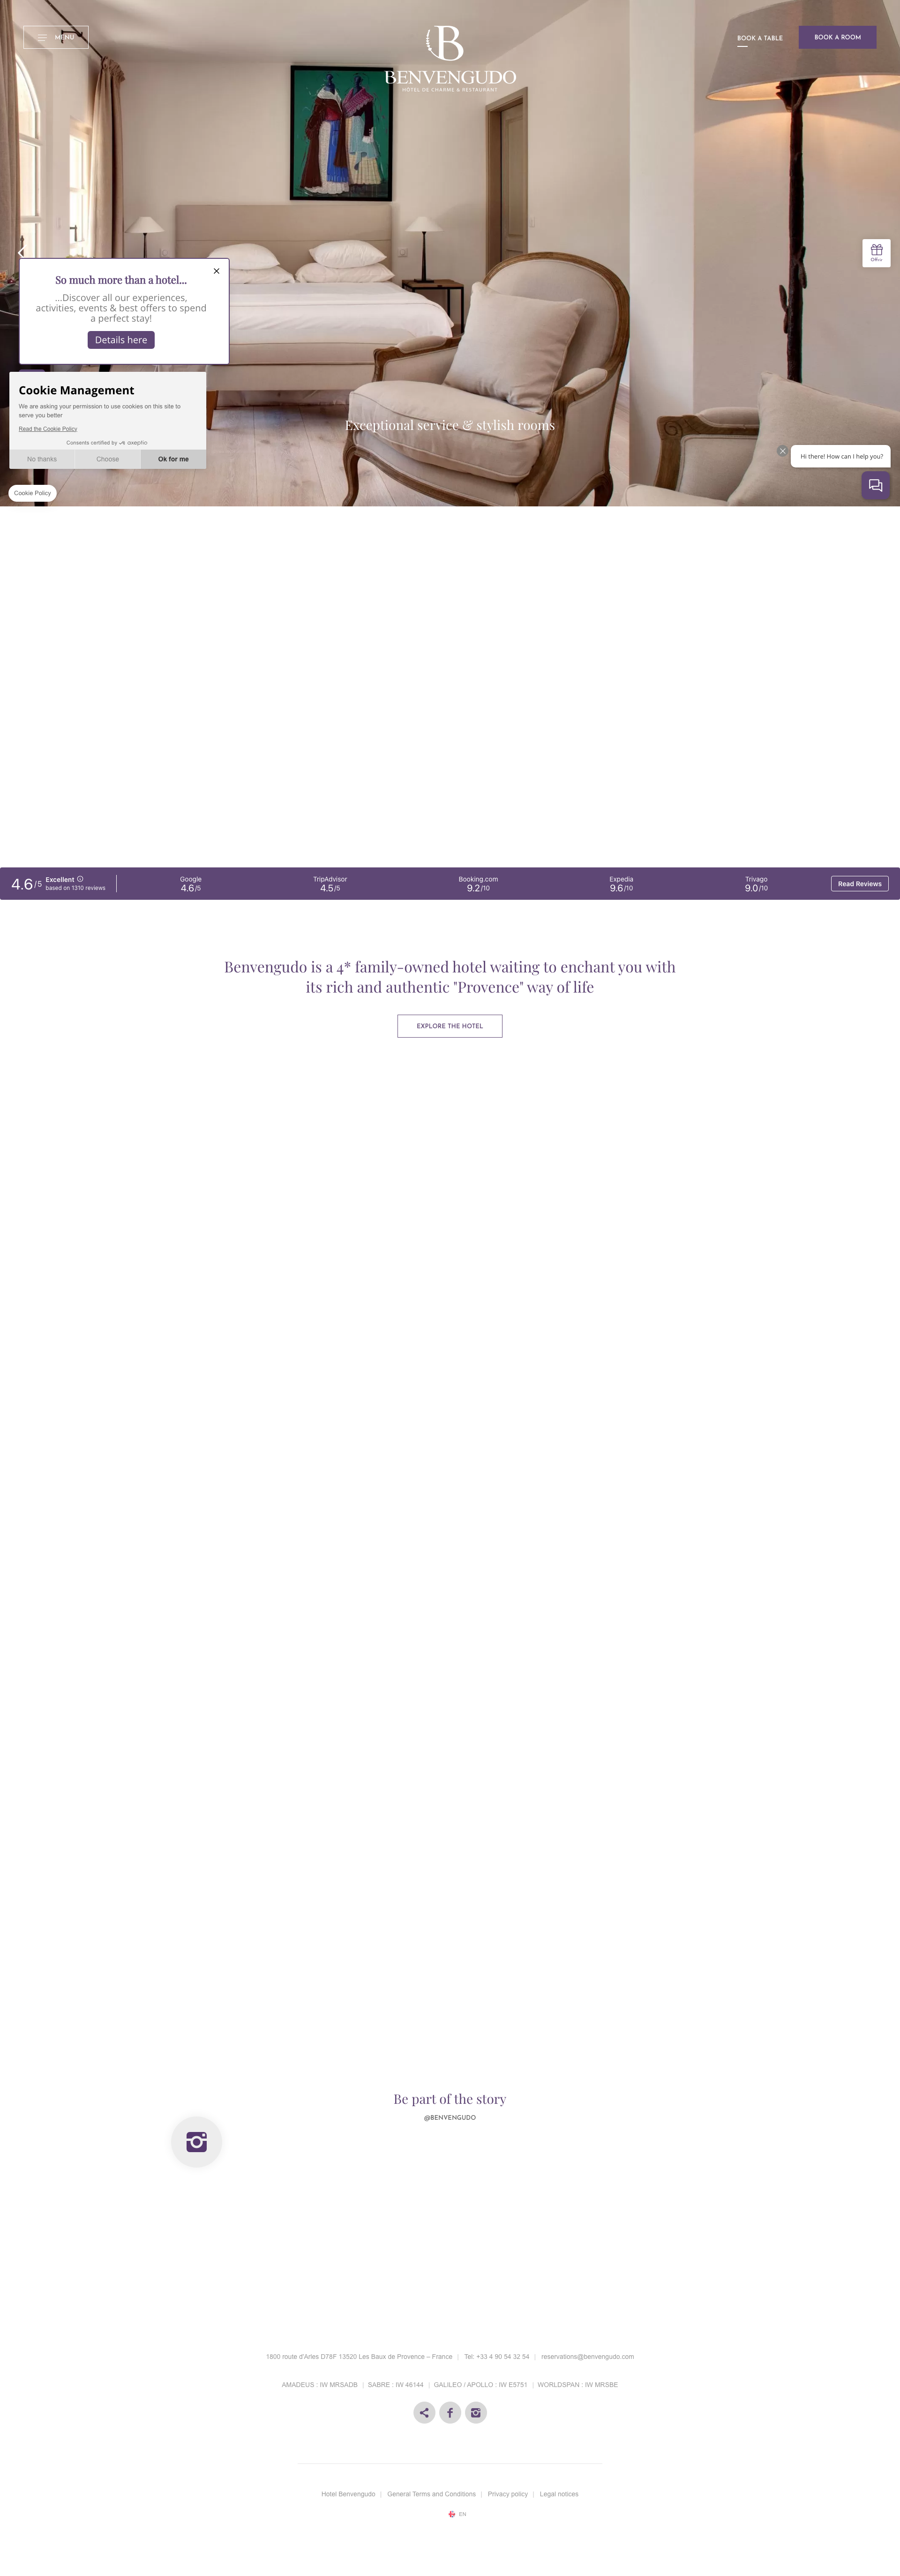 MENU
B
BENVENGUDO
HOTEL DE CHARME & RESTAURANT
BOOK A TABLE
BOOK A ROOM
Offres
So much more than a hotel...
...Discover all our experiences,
activities, events & best offers to spend
a perfect stay!
Details here
Cookie Management
We are asking your permission to use cookies on this site to
serve you better
Read the Cookie Policy
Consents certified by axeptio
No thanks
Choose
Ok for me
Cookie Policy
Exceptional service & stylish rooms
Hi there! How can I help you?
4.6/5
Excellent
based on 1310 reviews
Google
4.6/5
TripAdvisor
4.5/5
Booking.com
9.2/10
Expedia
9.6/10
Trivago
9.0/10
Read Reviews
Benvengudo is a 4* family-owned hotel waiting to enchant you with
its rich and authentic "Provence" way of life
EXPLORE THE HOTEL
Be part of the story
@BENVENGUDO
1800 route d'Arles D78F 13520 Les Baux de Provence – France | Tel: +33 4 90 54 32 54 | reservations@benvengudo.com
AMADEUS : IW MRSADB | SABRE : IW 46144 | GALILEO / APOLLO : IW E5751 | WORLDSPAN : IW MRSBE
Hotel Benvengudo | General Terms and Conditions | Privacy policy | Legal notices
EN